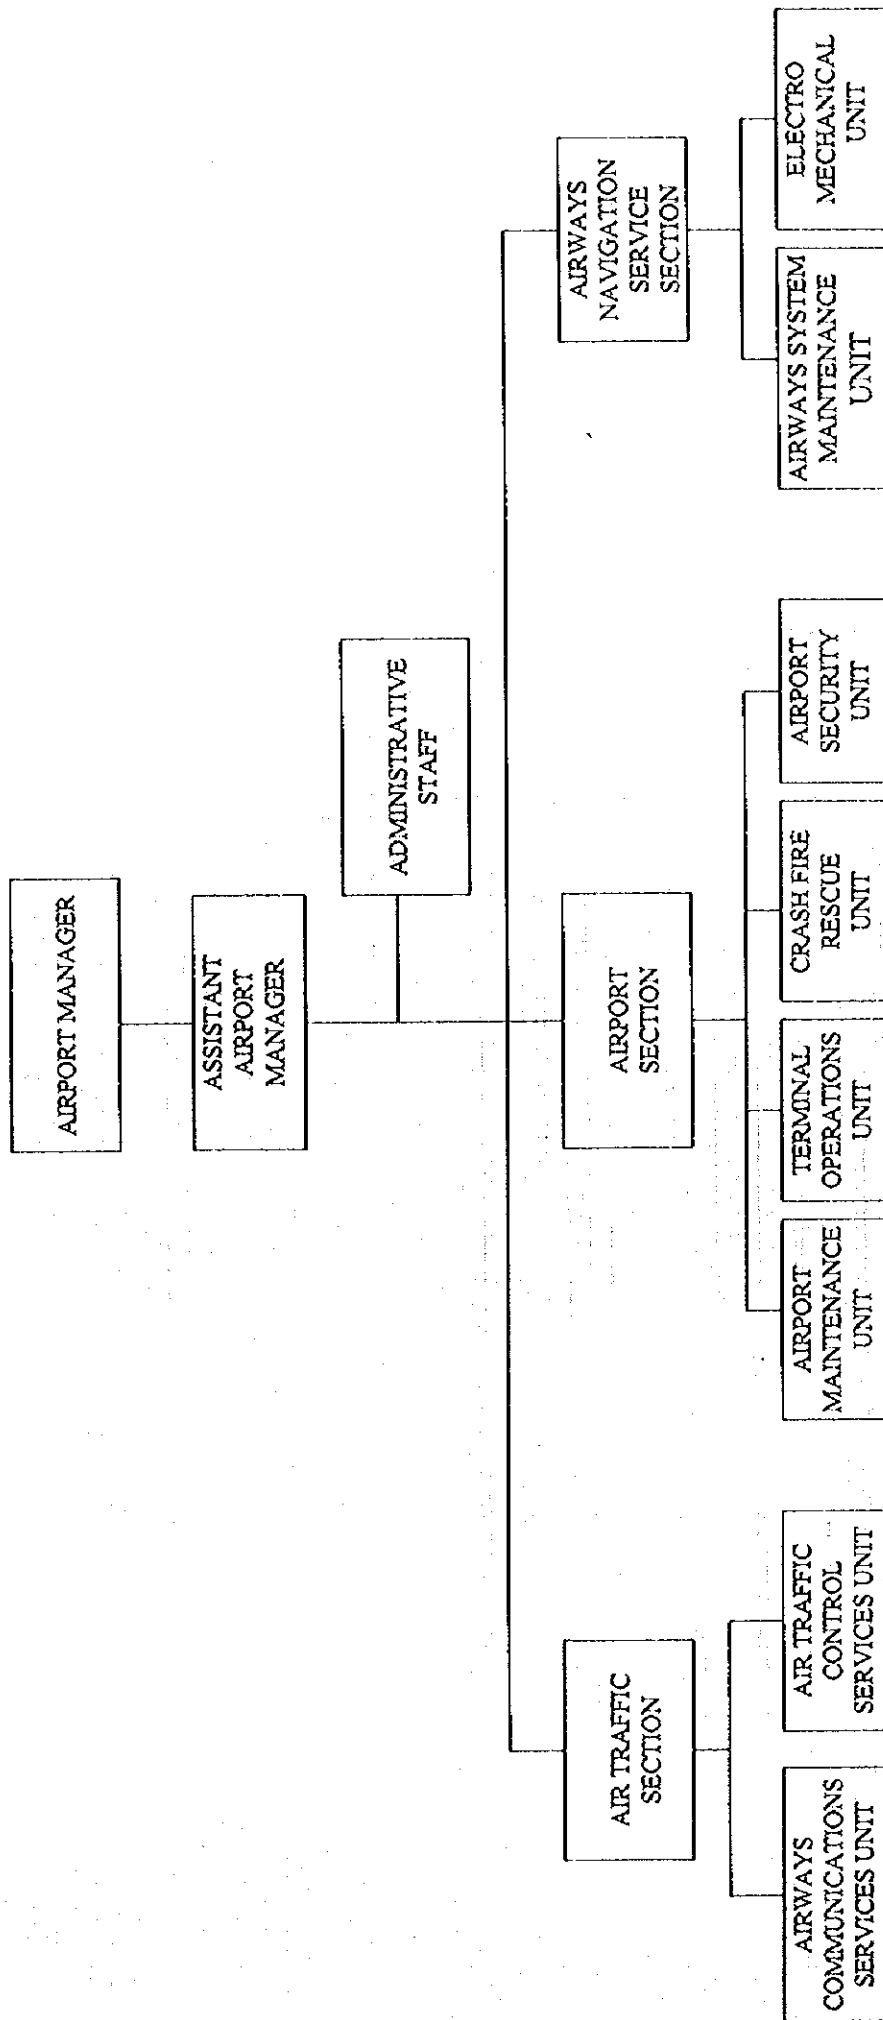 AIRPORT MANAGER
ASSISTANT
AIRPORT
MANAGER
ADMINISTRATIVE
STAFF
AIR TRAFFIC
SECTION
AIRPORT
SECTION
AIRWAYS
NAVIGATION
SERVICE
SECTION
AIRWAYS
COMMUNICATIONS
SERVICES UNIT
AIR TRAFFIC
CONTROL
SERVICES UNIT
AIRPORT
MAINTENANCE
UNIT
TERMINAL
OPERATIONS
UNIT
CRASH FIRE
RESCUE
UNIT
AIRPORT
SECURITY
UNIT
AIRWAYS SYSTEM
MAINTENANCE
UNIT
ELECTRO
MECHANICAL
UNIT